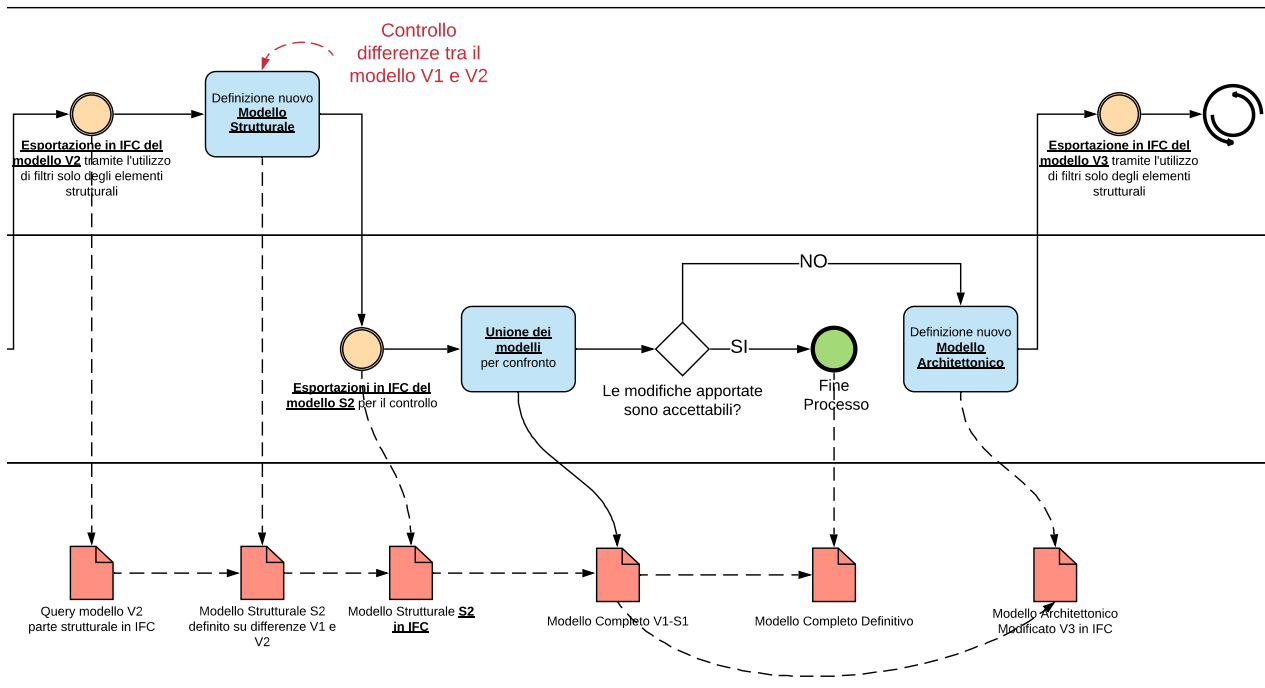 Controllo
differenze tra il
modello V1 e V2
Definizione nuovo
Modello
Strutturale
Esportazione in IFC del
modello V2 tramite l'utilizzo
di filtri solo degli elementi
strutturali
Esportazione in IFC del
modello V3 tramite l'utilizzo
di filtri solo degli elementi
strutturali
NO
Unione dei
modelli
per confronto
SI
Definizione nuovo
Modello
Architettonico
Esportazioni in IFC del
modello S2 per il controllo
Le modifiche apportate
sono accettabili?
Fine
Processo
Query modello V2
parte strutturale in IFC
Modello Strutturale S2
definito su differenze V1 e
V2
Modello Strutturale S2
in IFC
Modello Completo V1-S1
Modello Completo Definitivo
Modello Architettonico
Modificato V3 in IFC